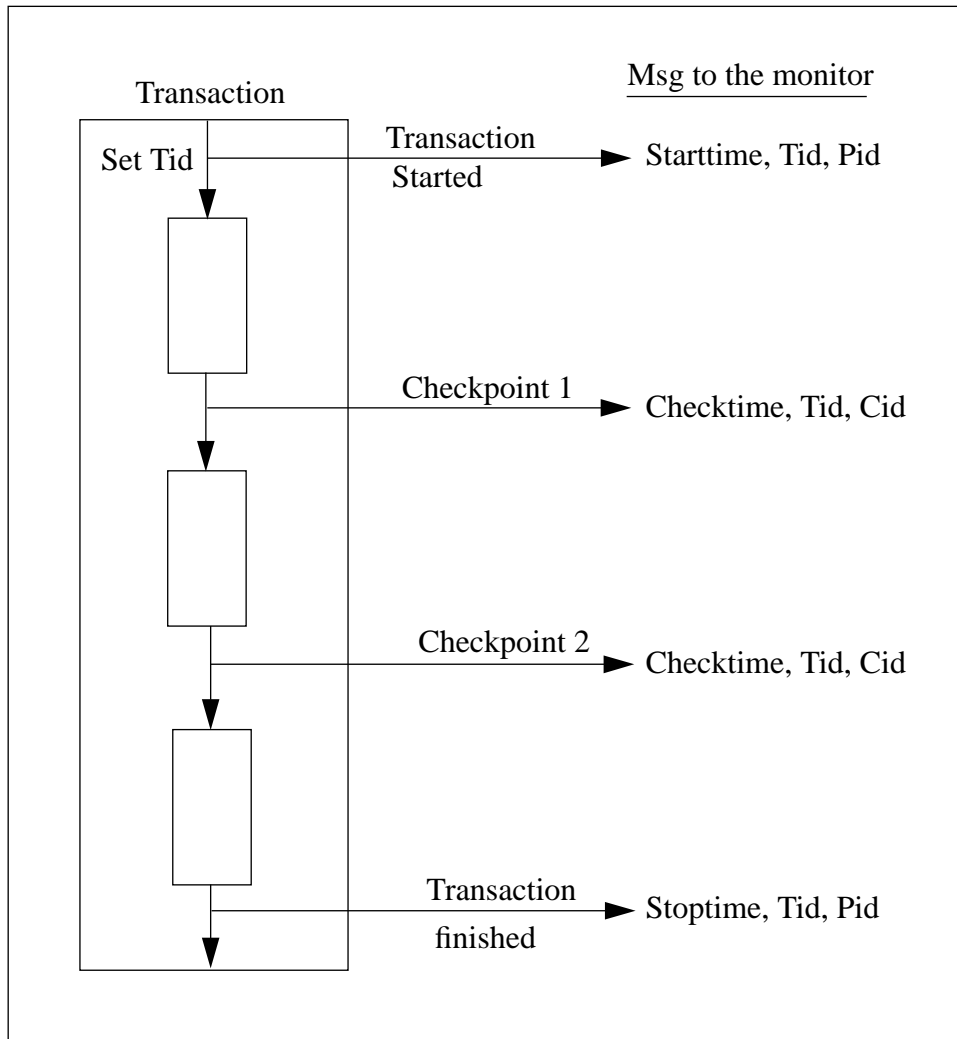 Msg to the monitor
Transaction
Set Tid
Transaction
Started
Starttime, Tid, Pid
Checkpoint 1
Checktime, Tid, Cid
Checkpoint 2
Checktime, Tid, Cid
Transaction
finished
Stoptime, Tid, Pid